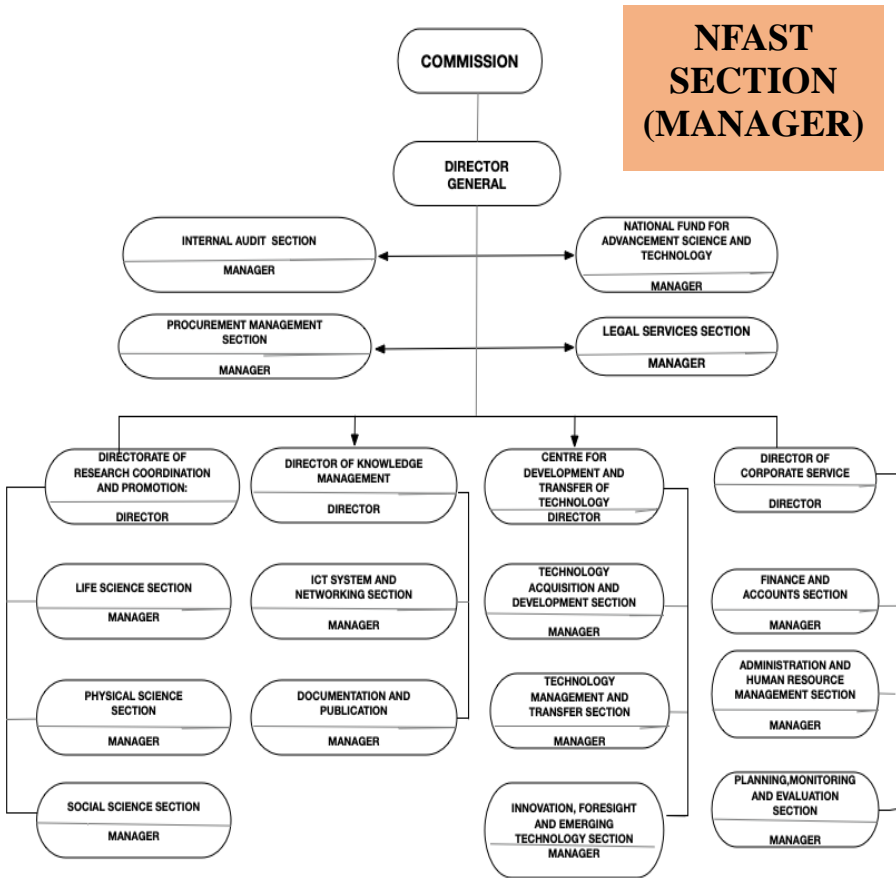 NFAST
SECTION
(MANAGER)
COMMISSION
DIRECTOR
GENERAL
INTERNAL AUDIT SECTION
MANAGER
NATIONAL FUND FOR
ADVANCEMENT SCIENCE AND
TECHNOLOGY
MANAGER
PROCUREMENT MANAGEMENT
SECTION
MANAGER
LEGAL SERVICES SECTION
MANAGER
DIRECTORATE OF
RESEARCH COORDINATION
AND PROMOTION:
DIRECTOR
DIRECTOR OF KNOWLEDGE
MANAGEMENT
DIRECTOR
CENTRE FOR
DEVELOPMENT AND
TRANSFER OF
TECHNOLOGY
DIRECTOR
DIRECTOR OF
CORPORATE SERVICE
DIRECTOR
LIFE SCIENCE SECTION
MANAGER
ICT SYSTEM AND
NETWORKING SECTION
MANAGER
TECHNOLOGY
ACQUISITION AND
DEVELOPMENT SECTION
MANAGER
FINANCE AND
ACCOUNTS SECTION
MANAGER
PHYSICAL SCIENCE
SECTION
MANAGER
DOCUMENTATION AND
PUBLICATION
MANAGER
TECHNOLOGY
MANAGEMENT AND
TRANSFER SECTION
MANAGER
ADMINISTRATION AND
HUMAN RESOURCE
MANAGEMENT SECTION
MANAGER
SOCIAL SCIENCE SECTION
MANAGER
INNOVATION, FORESIGHT
AND EMERGING
TECHNOLOGY SECTION
MANAGER
PLANNING,MONITORING
AND EVALUATION
SECTION
MANAGER